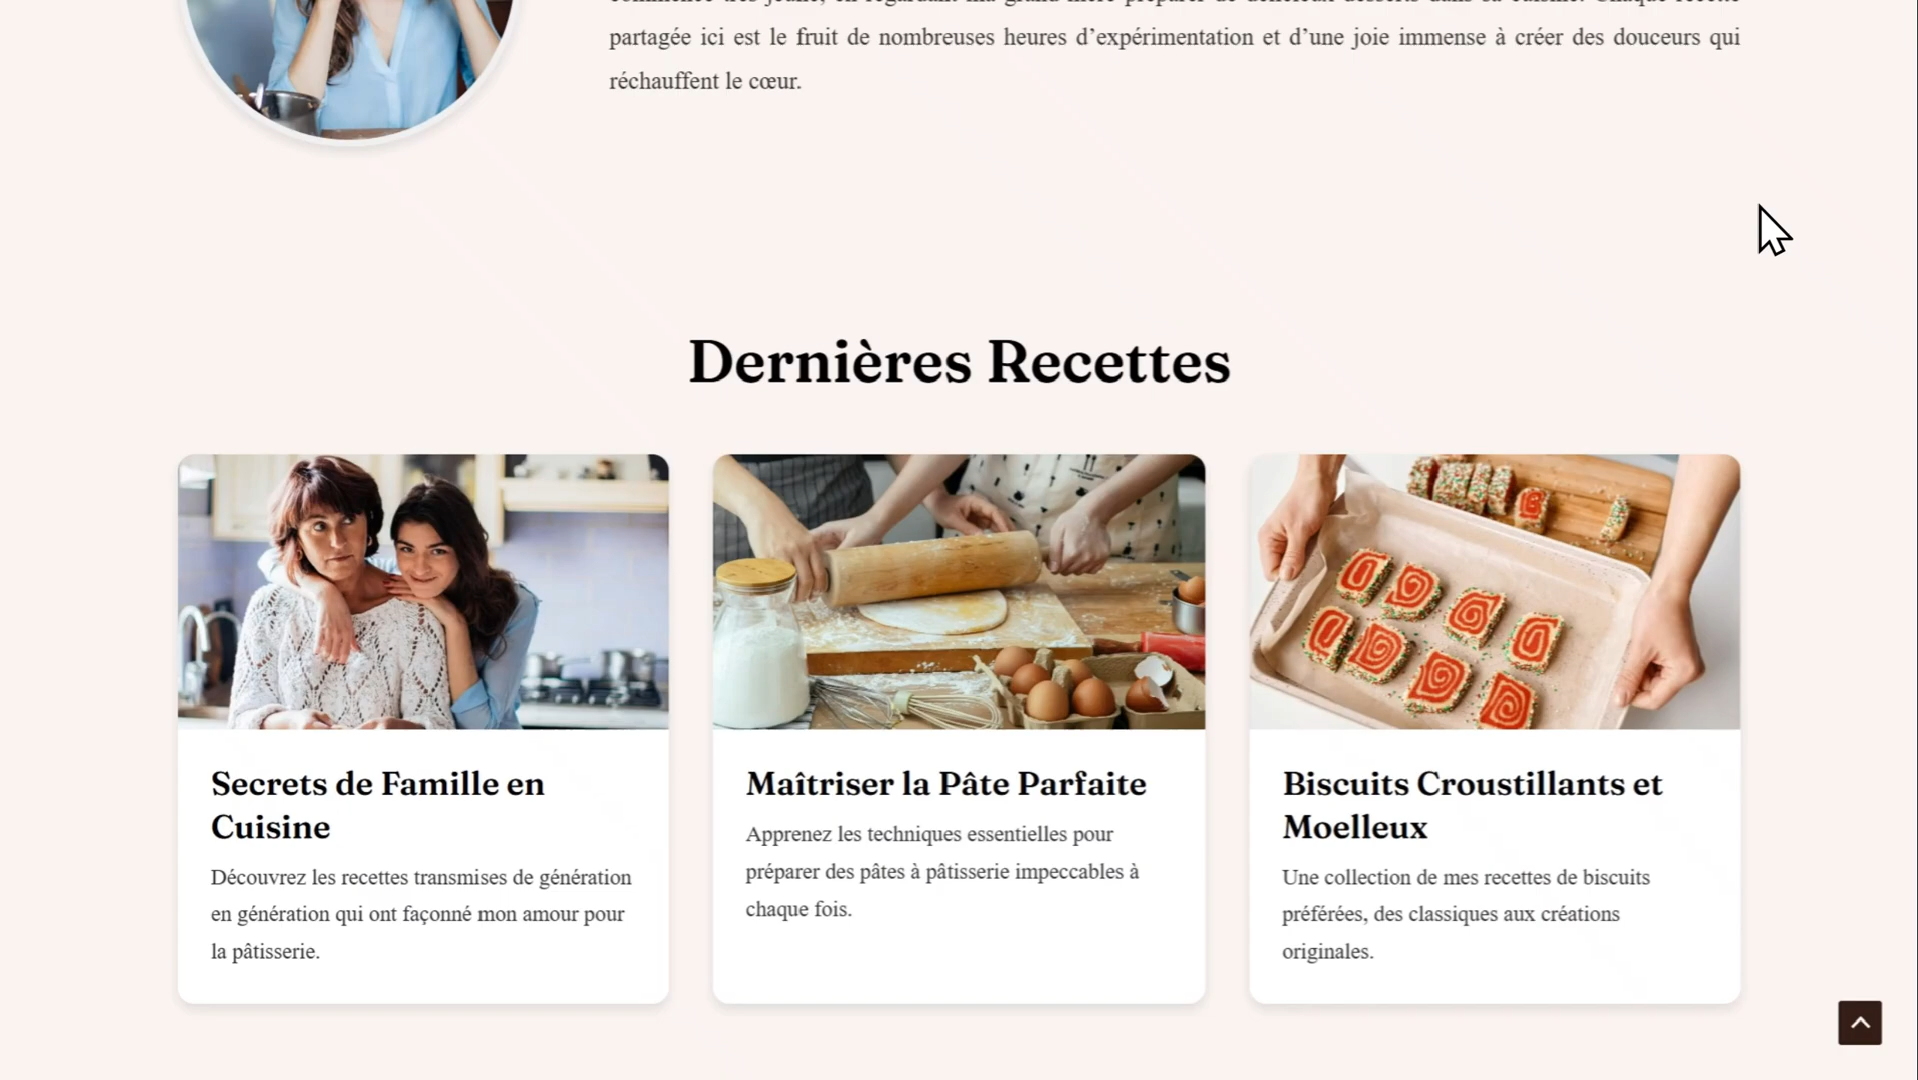 partagée ici est le fruit de nombreuses heures d’expérimentation et d’une joie immense à créer des douceurs qui
réchauffent le cœur.
Dernières Recettes
Secrets de Famille en
Cuisine
Découvrez les recettes transmises de génération
en génération qui ont façonné mon amour pour
la pâtisserie.
Maîtriser la Pâte Parfaite
Apprenez les techniques essentielles pour
préparer des pâtes à pâtisserie impeccables à
chaque fois.
Biscuits Croustillants et
Moelleux
Une collection de mes recettes de biscuits
préférées, des classiques aux créations
originales.